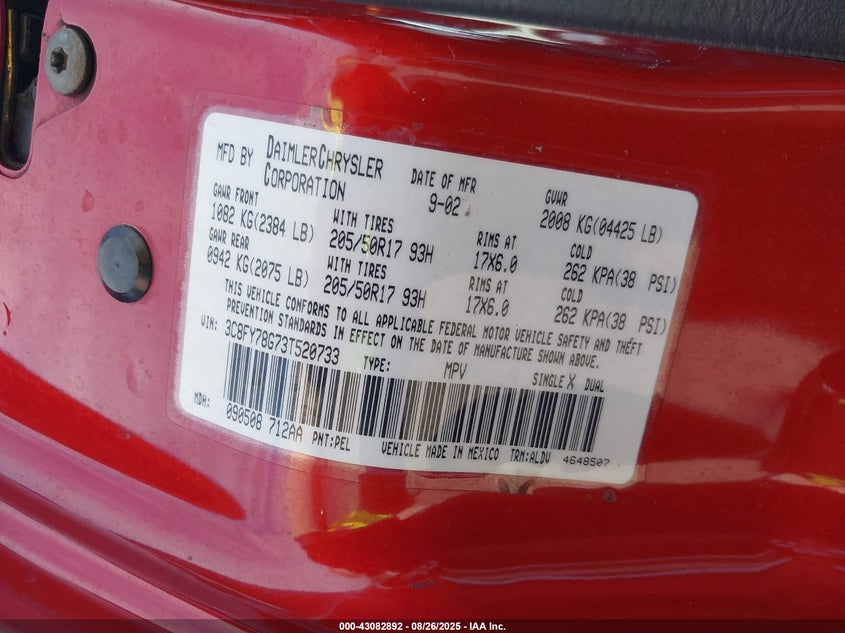 MFD BY DAIMLERCHRYSLER CORPORATION DATE OF MFR 9-02 GVWR 2008 KG(04425 LB)
GAWR FRONT WITH TIRES RIMS AT COLD
1082 KG(2384 LB) 205/50R17 93H 17X6.0 262 KPA(38 PSI)
GAWR REAR WITH TIRES RIMS AT COLD
0942 KG(2075 LB) 205/50R17 93H 17X6.0 262 KPA(38 PSI)
THIS VEHICLE CONFORMS TO ALL APPLICABLE FEDERAL MOTOR VEHICLE SAFETY AND THEFT
PREVENTION STANDARDS IN EFFECT ON THE DATE OF MANUFACTURE SHOWN ABOVE.
VIN: 3C8FY78G73T520733 TYPE: MPV SINGLE X DUAL
MDH: 090508 712AA PNT:PEL VEHICLE MADE IN MEXICO TRM:ALDV 4648507
000-43082892 - 08/26/2025 - IAA Inc.